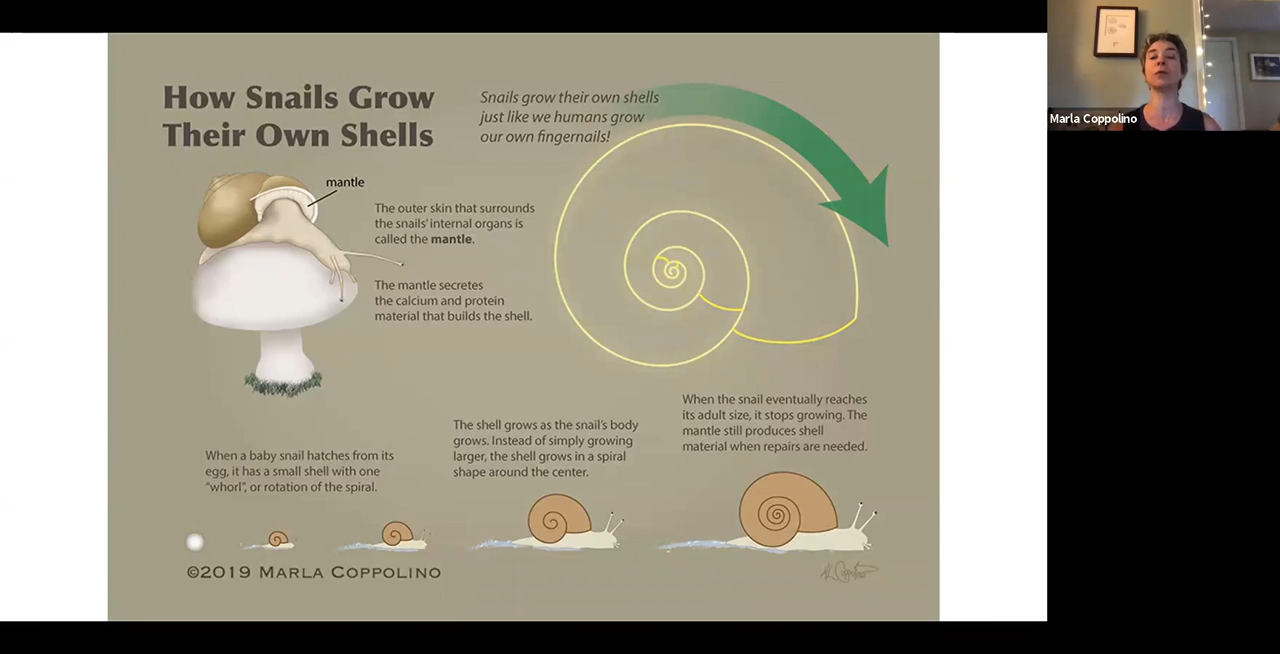 How Snails Grow
Their Own Shells
Snails grow their own shells
just like we humans grow
our own fingernails!
mantle
The outer skin that surrounds
the snails' internal organs is
called the mantle.
The mantle secretes
the calcium and protein
material that builds the shell.
When a baby snail hatches from its
egg, it has a small shell with one
"whorl", or rotation of the spiral.
The shell grows as the snail's body
grows. Instead of simply growing
larger, the shell grows in a spiral
shape around the center.
When the snail eventually reaches
its adult size, it stops growing. The
mantle still produces shell
material when repairs are needed.
©2019 Marla Coppolino
Marla Coppolino